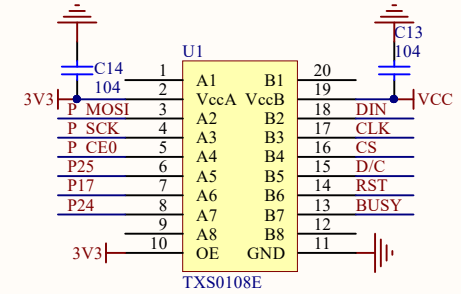 C13
104
U1
C14
104
1 A1 B1 20
3V3 2 VccA VccB 19 VCC
P_MOSI 3 A2 B2 18 DIN
P_SCK 4 A3 B3 17 CLK
P_CE0 5 A4 B4 16 CS
P25 6 A5 B5 15 D/C
P17 7 A6 B6 14 RST
P24 8 A7 B7 13 BUSY
9 A8 B8 12
3V3 10 OE GND 11
TXS0108E